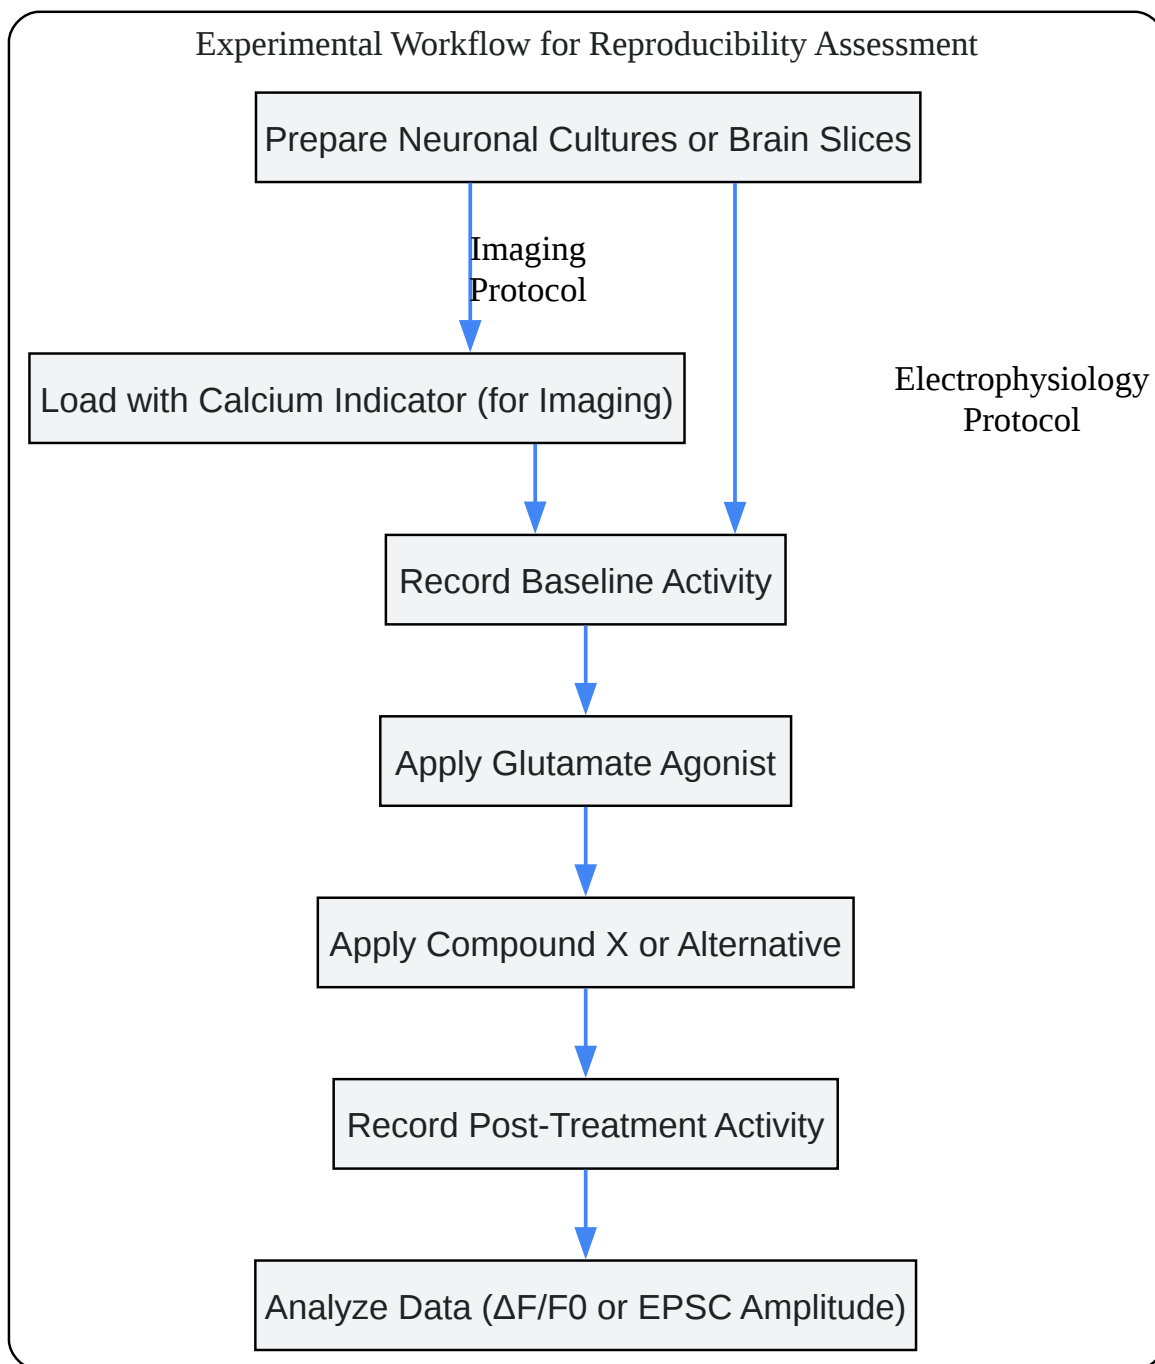 Experimental Workflow for Reproducibility Assessment
Prepare Neuronal Cultures or Brain Slices
Imaging
Protocol
Load with Calcium Indicator (for Imaging)
Electrophysiology
Protocol
Record Baseline Activity
Apply Glutamate Agonist
Apply Compound X or Alternative
Record Post-Treatment Activity
Analyze Data (ΔF/F0 or EPSC Amplitude)